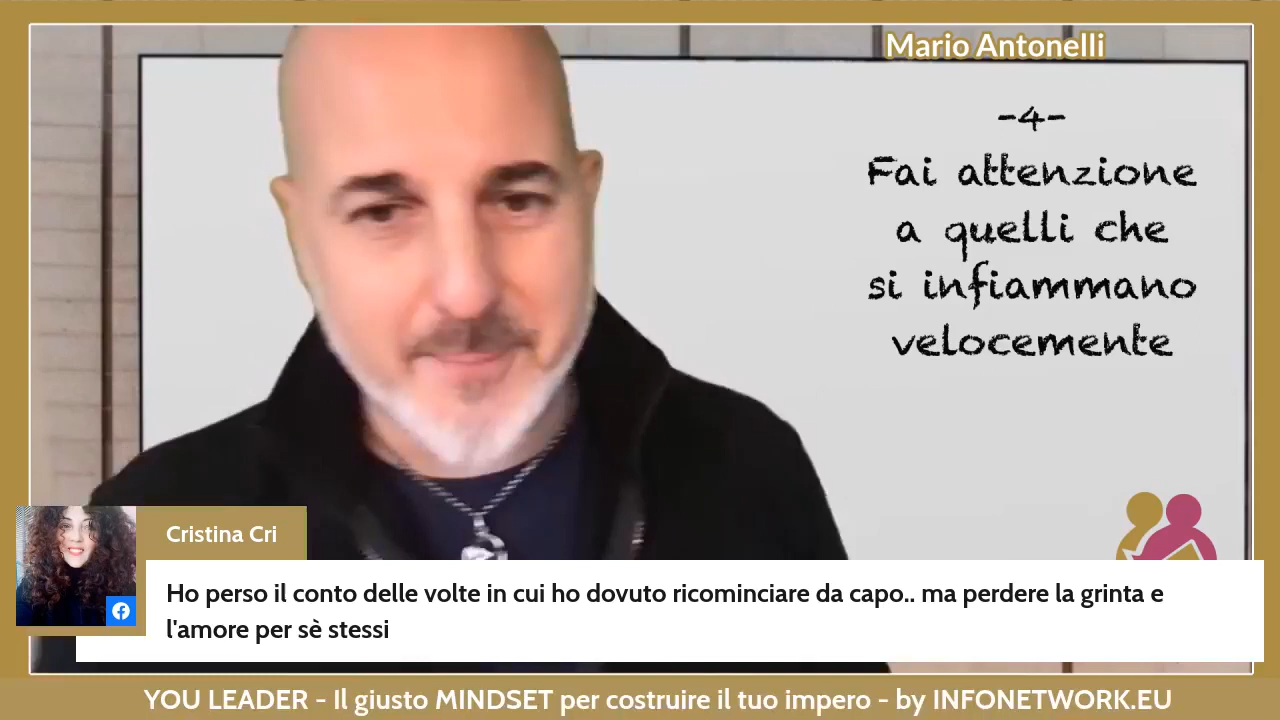 Mario Antonelli
-4-
Fai attenzione
a quelli che
si infiammano
velocemente
Cristina Cri
Ho perso il conto delle volte in cui ho dovuto ricominciare da capo.. ma perdere la grinta e
l'amore per sè stessi
YOU LEADER - Il giusto MINDSET per costruire il tuo impero - by INFONETWORK.EU